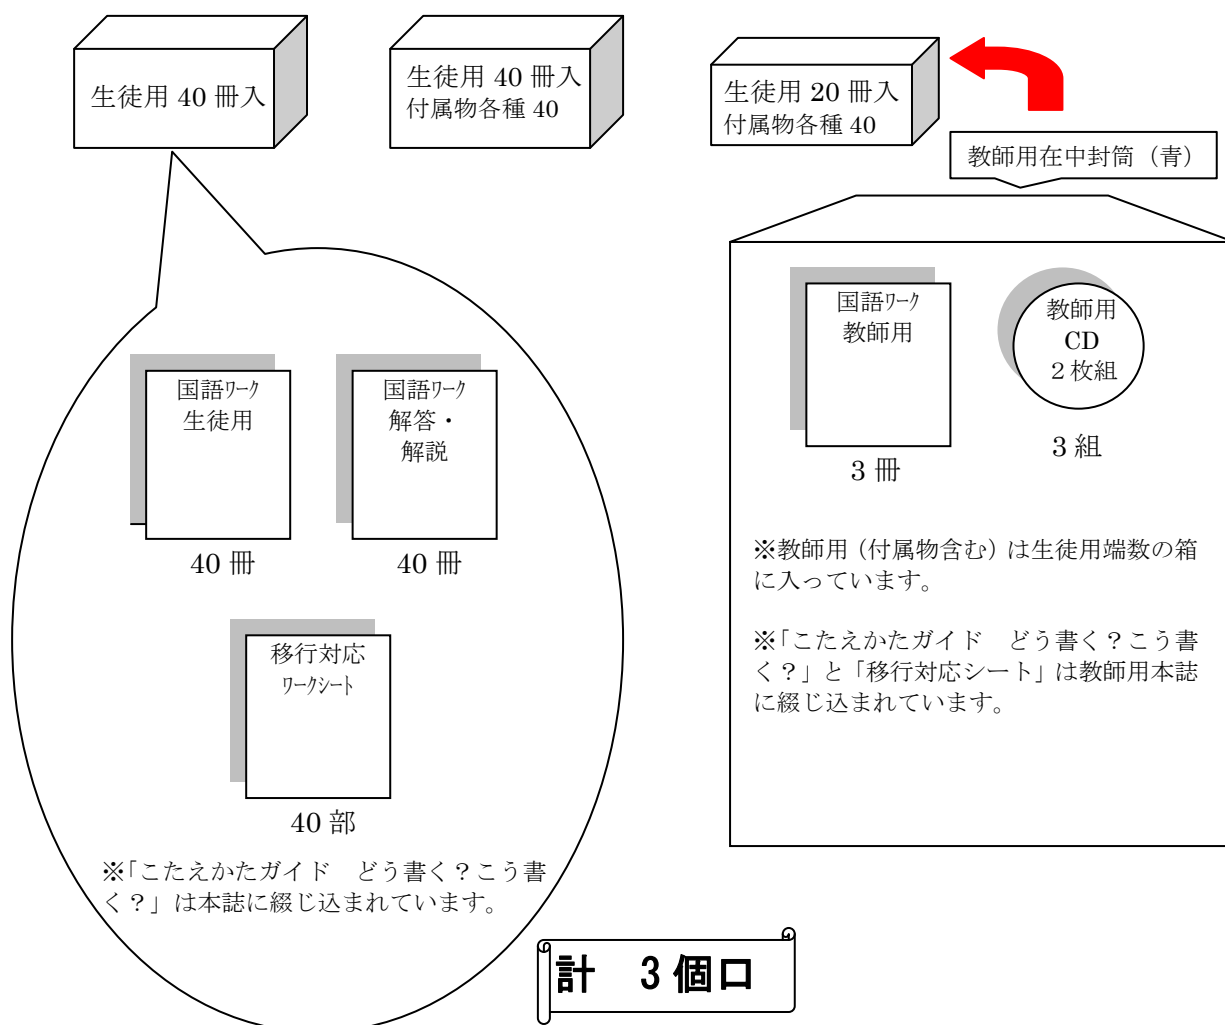 生徒用 40 冊入
生徒用 40 冊入
付属物各種 40
生徒用 20 冊入
付属物各種 40
教師用在中封筒（青）
国語ﾜｰｸ
生徒用
40 冊
国語ﾜｰｸ
解答・
解説
40 冊
移行対応
ﾜｰｸｼｰﾄ
40 部
※「こたえかたガイド　どう書く？こう書
く？」は本誌に綴じ込まれています。
国語ﾜｰｸ
教師用
3 冊
教師用
CD
２枚組
3 組
※教師用（付属物含む）は生徒用端数の箱
に入っています。
※「こたえかたガイド　どう書く？こう書
く？」と「移行対応シート」は教師用本誌
に綴じ込まれています。
計　３個口